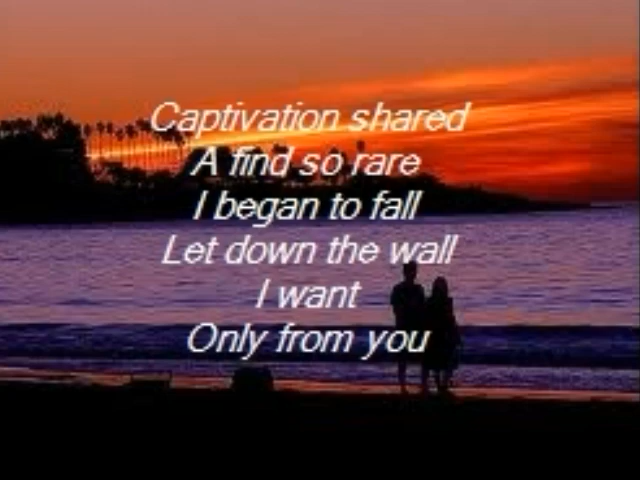 Captivation shared
A find so rare
I began to fall
Let down the wall
I want
Only from you